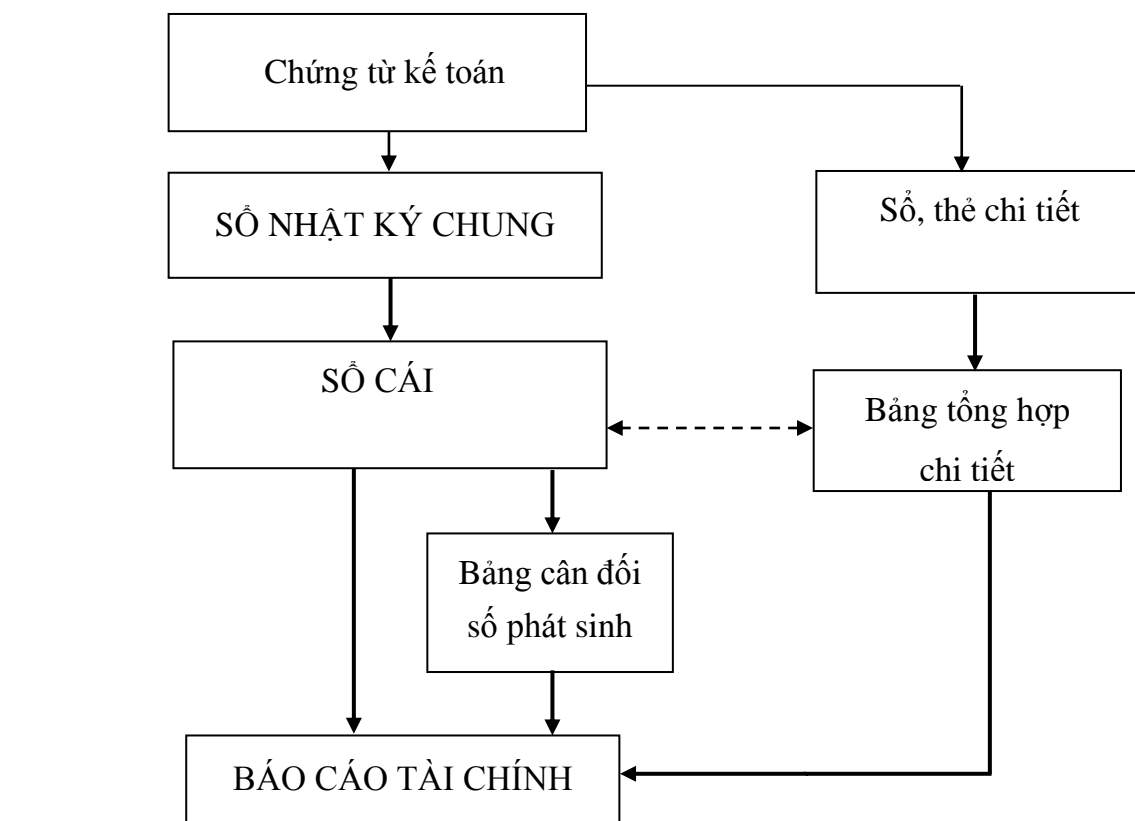 Chứng từ kế toán
SỔ NHẬT KÝ CHUNG
Sổ, thẻ chi tiết
SỔ CÁI
Bảng tổng hợp
chi tiết
Bảng cân đối
số phát sinh
BÁO CÁO TÀI CHÍNH